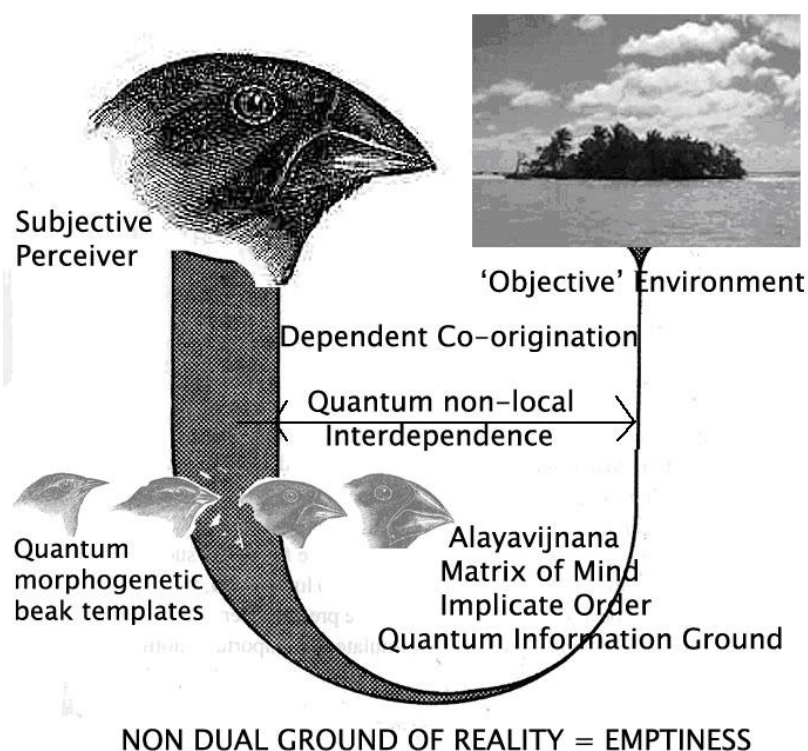 Subjective
Perceiver
‘Objective’ Environment
Dependent Co-origination
Quantum non-local
Interdependence
Quantum
morphogenetic
beak templates
Alayavijnana
Matrix of Mind
Implicate Order
Quantum Information Ground
NON DUAL GROUND OF REALITY = EMPTINESS